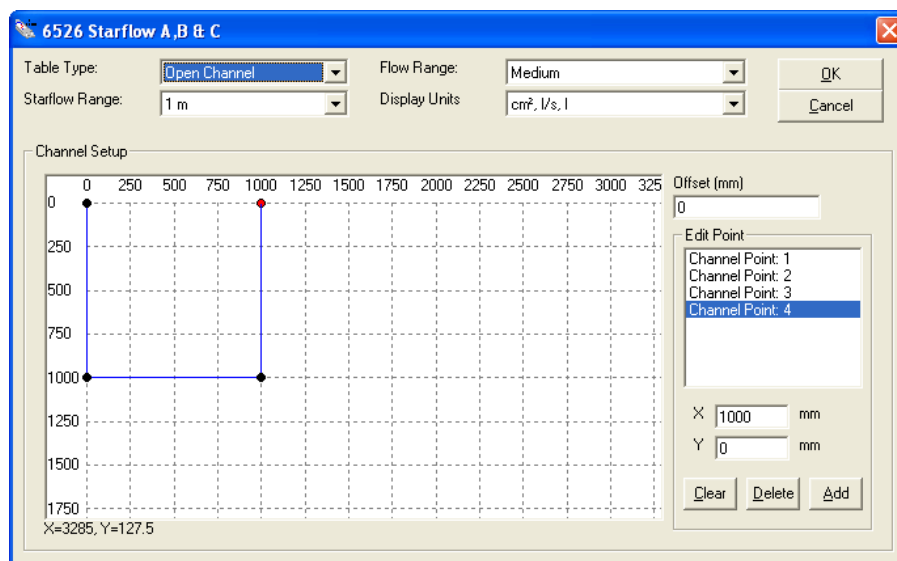 6526 Starflow A,B & C
Table Type: Open Channel Flow Range: Medium OK
Starflow Range: 1 m Display Units cm², l/s, l Cancel
Channel Setup
0 250 500 750 1000 1250 1500 1750 2000 2250 2500 2750 3000 325
Offset (mm)
0
0
250
500
750
1000
1250
1500
1750
Edit Point
Channel Point: 1
Channel Point: 2
Channel Point: 3
Channel Point: 4
X 1000 mm
Y 0 mm
Clear Delete Add
X=3285, Y=127.5